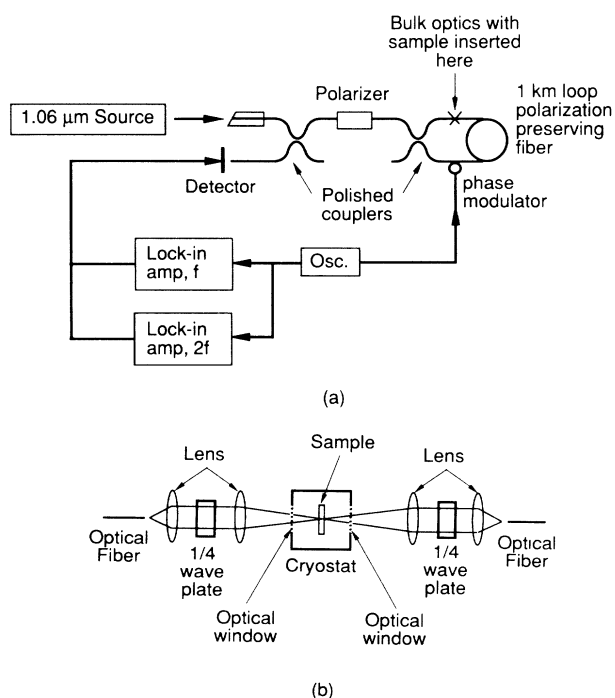 Bulk optics with
sample inserted
here
Polarizer
1 km loop
polarization
preserving
fiber
1.06 μm Source
Detector
Polished
couplers
phase
modulator
Lock-in
amp, f
Osc.
Lock-in
amp, 2f
(a)
Sample
Lens
Lens
Optical
Fiber
1/4
wave
plate
Cryostat
1/4
wave
plate
Optical
Fiber
Optical
window
Optical
window
(b)